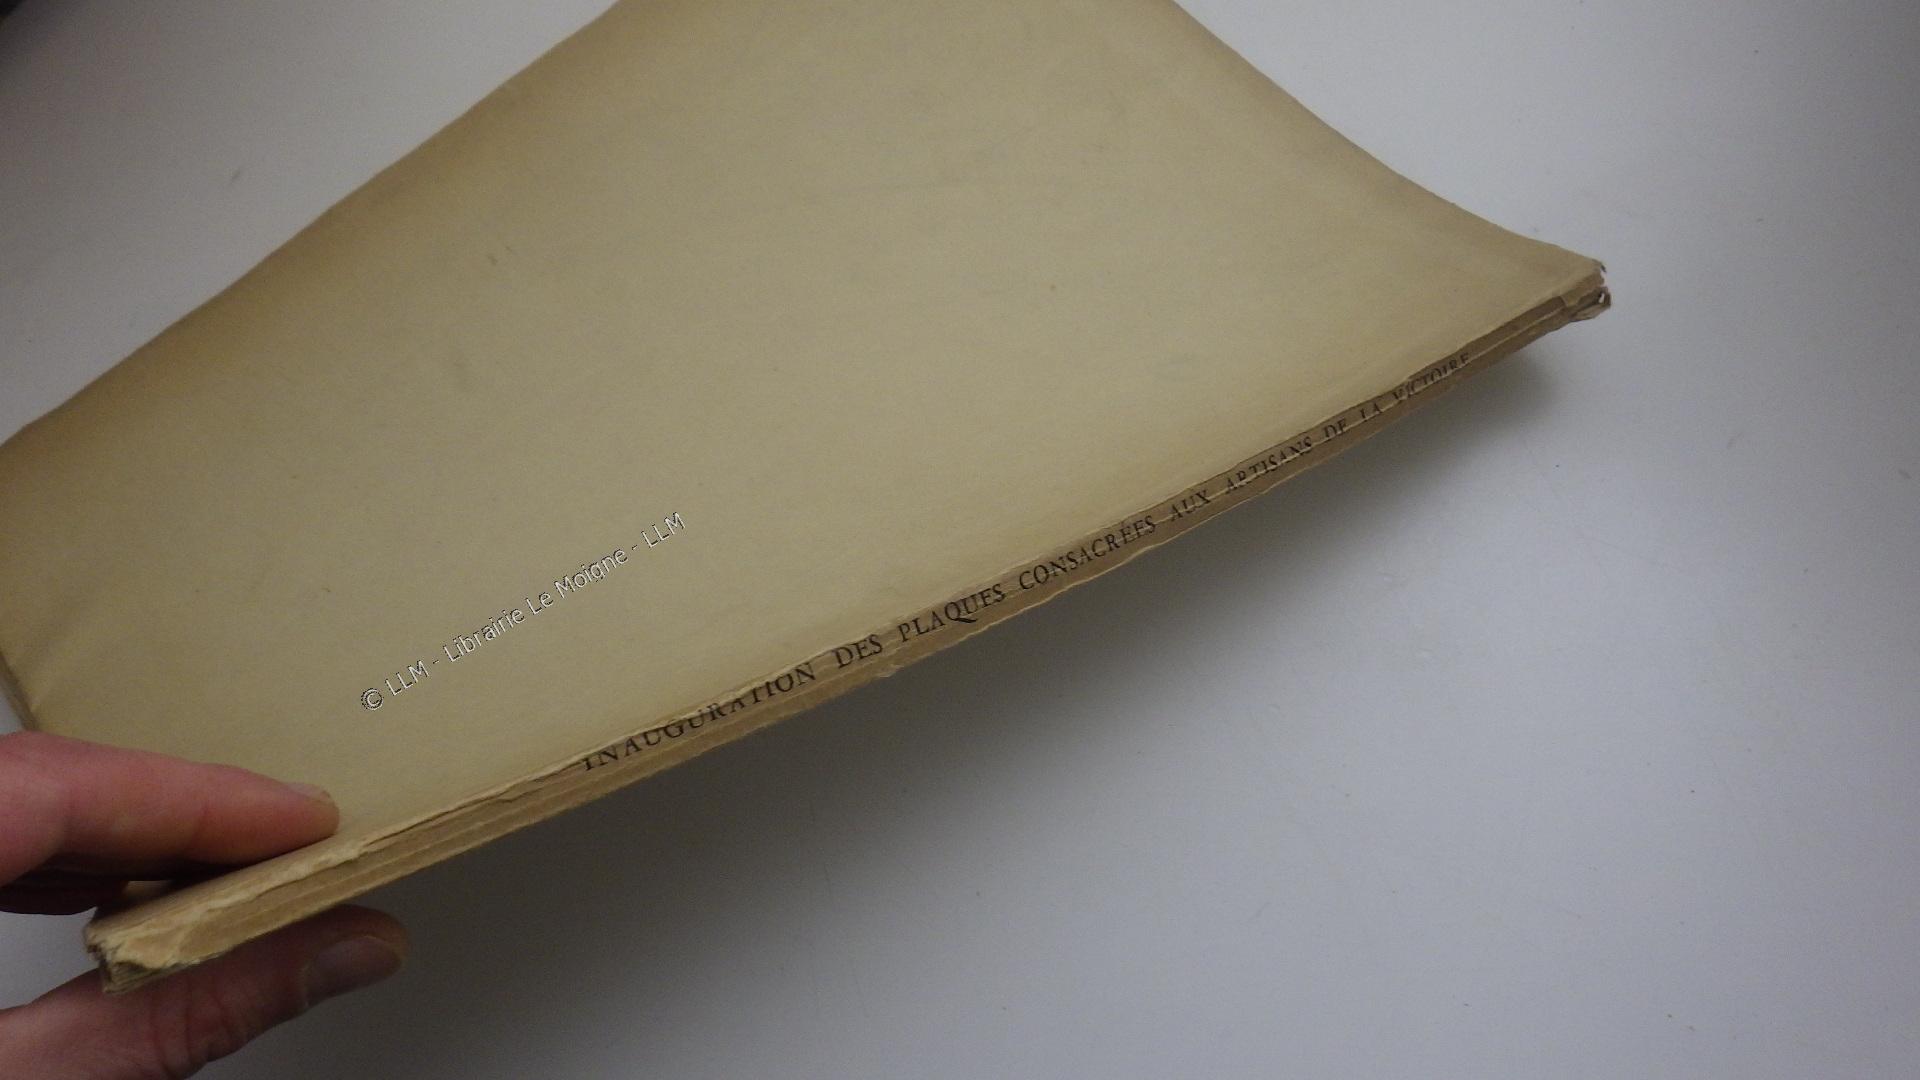 © LLM - Librairie Le Moigne - LLM
INAUGURATION DES PLAQUES CONSACRÉES AUX ARTISANS DE LA VICTOIRE